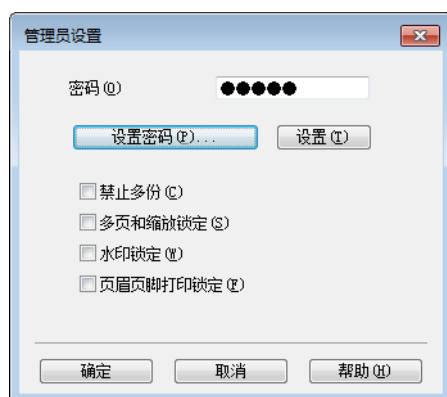 管理员设置
密码(O)
设置密码(P)... 设置(T)
禁止多份(C)
多页和缩放锁定(S)
水印锁定(W)
页眉页脚打印锁定(F)
确定 取消 帮助(H)